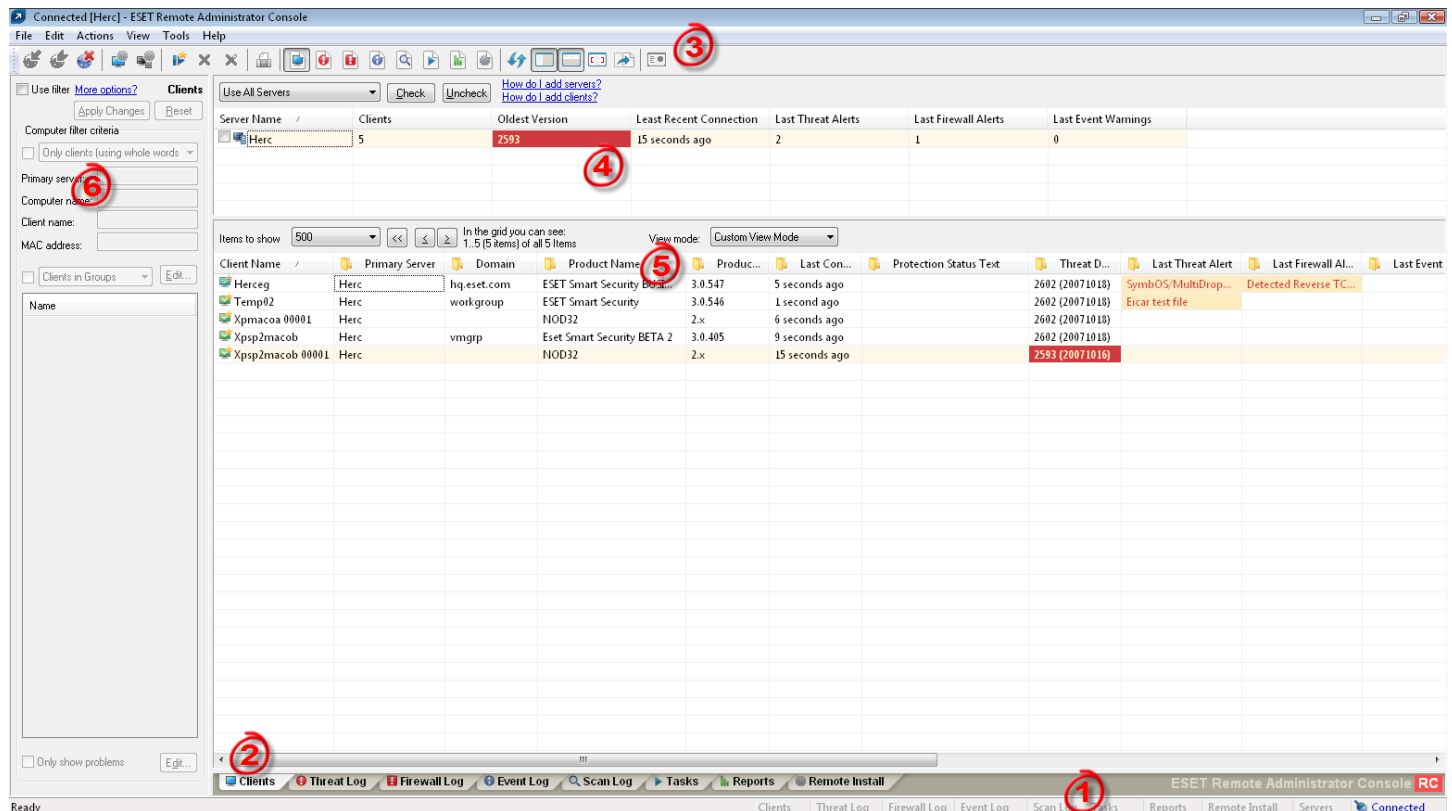 Connected [Herc] - ESET Remote Administrator Console
File Edit Actions View Tools Help
3
Use filter More options? Clients
Apply Changes Reset
Computer filter criteria
Only clients (using whole words
Primary server:
6
Computer name:
Client name:
MAC address:
Clients in Groups Edit...
Name
Only show problems Edit...
Use All Servers Check Uncheck How do I add servers?
How do I add clients?
Server Name / Clients Oldest Version Least Recent Connection Last Threat Alerts Last Firewall Alerts Last Event Warnings
Herc 5 2593 15 seconds ago 2 1 0
4
Items to show 500 << < > In the grid you can see:
1..5 (5 items) of all 5 Items
View mode: Custom View Mode
5
Client Name / Primary Server Domain Product Name Produc... Last Con... Protection Status Text Threat D... Last Threat Alert Last Firewall Al... Last Event
Herceg Herc hq.eset.com ESET Smart Security 3.0.547 5 seconds ago 2602 (20071018) SymbOS/MultiDrop... Detected Reverse TC...
Temp02 Herc workgroup ESET Smart Security 3.0.546 1 second ago 2602 (20071018) Eicar test file
Xpmacoa 00001 Herc NOD32 2.x 6 seconds ago 2602 (20071018)
Xpsp2macob Herc vmgrp Eset Smart Security BETA 2 3.0.405 9 seconds ago 2602 (20071018)
Xpsp2macob 00001 Herc NOD32 2.x 15 seconds ago 2593 (20071016)
2
Clients Threat Log Firewall Log Event Log Scan Log Tasks Reports Remote Install
ESET Remote Administrator Console RC
1
Ready Clients Threat Log Firewall Log Event Log Scan Log Tasks Reports Remote Install Servers Connected